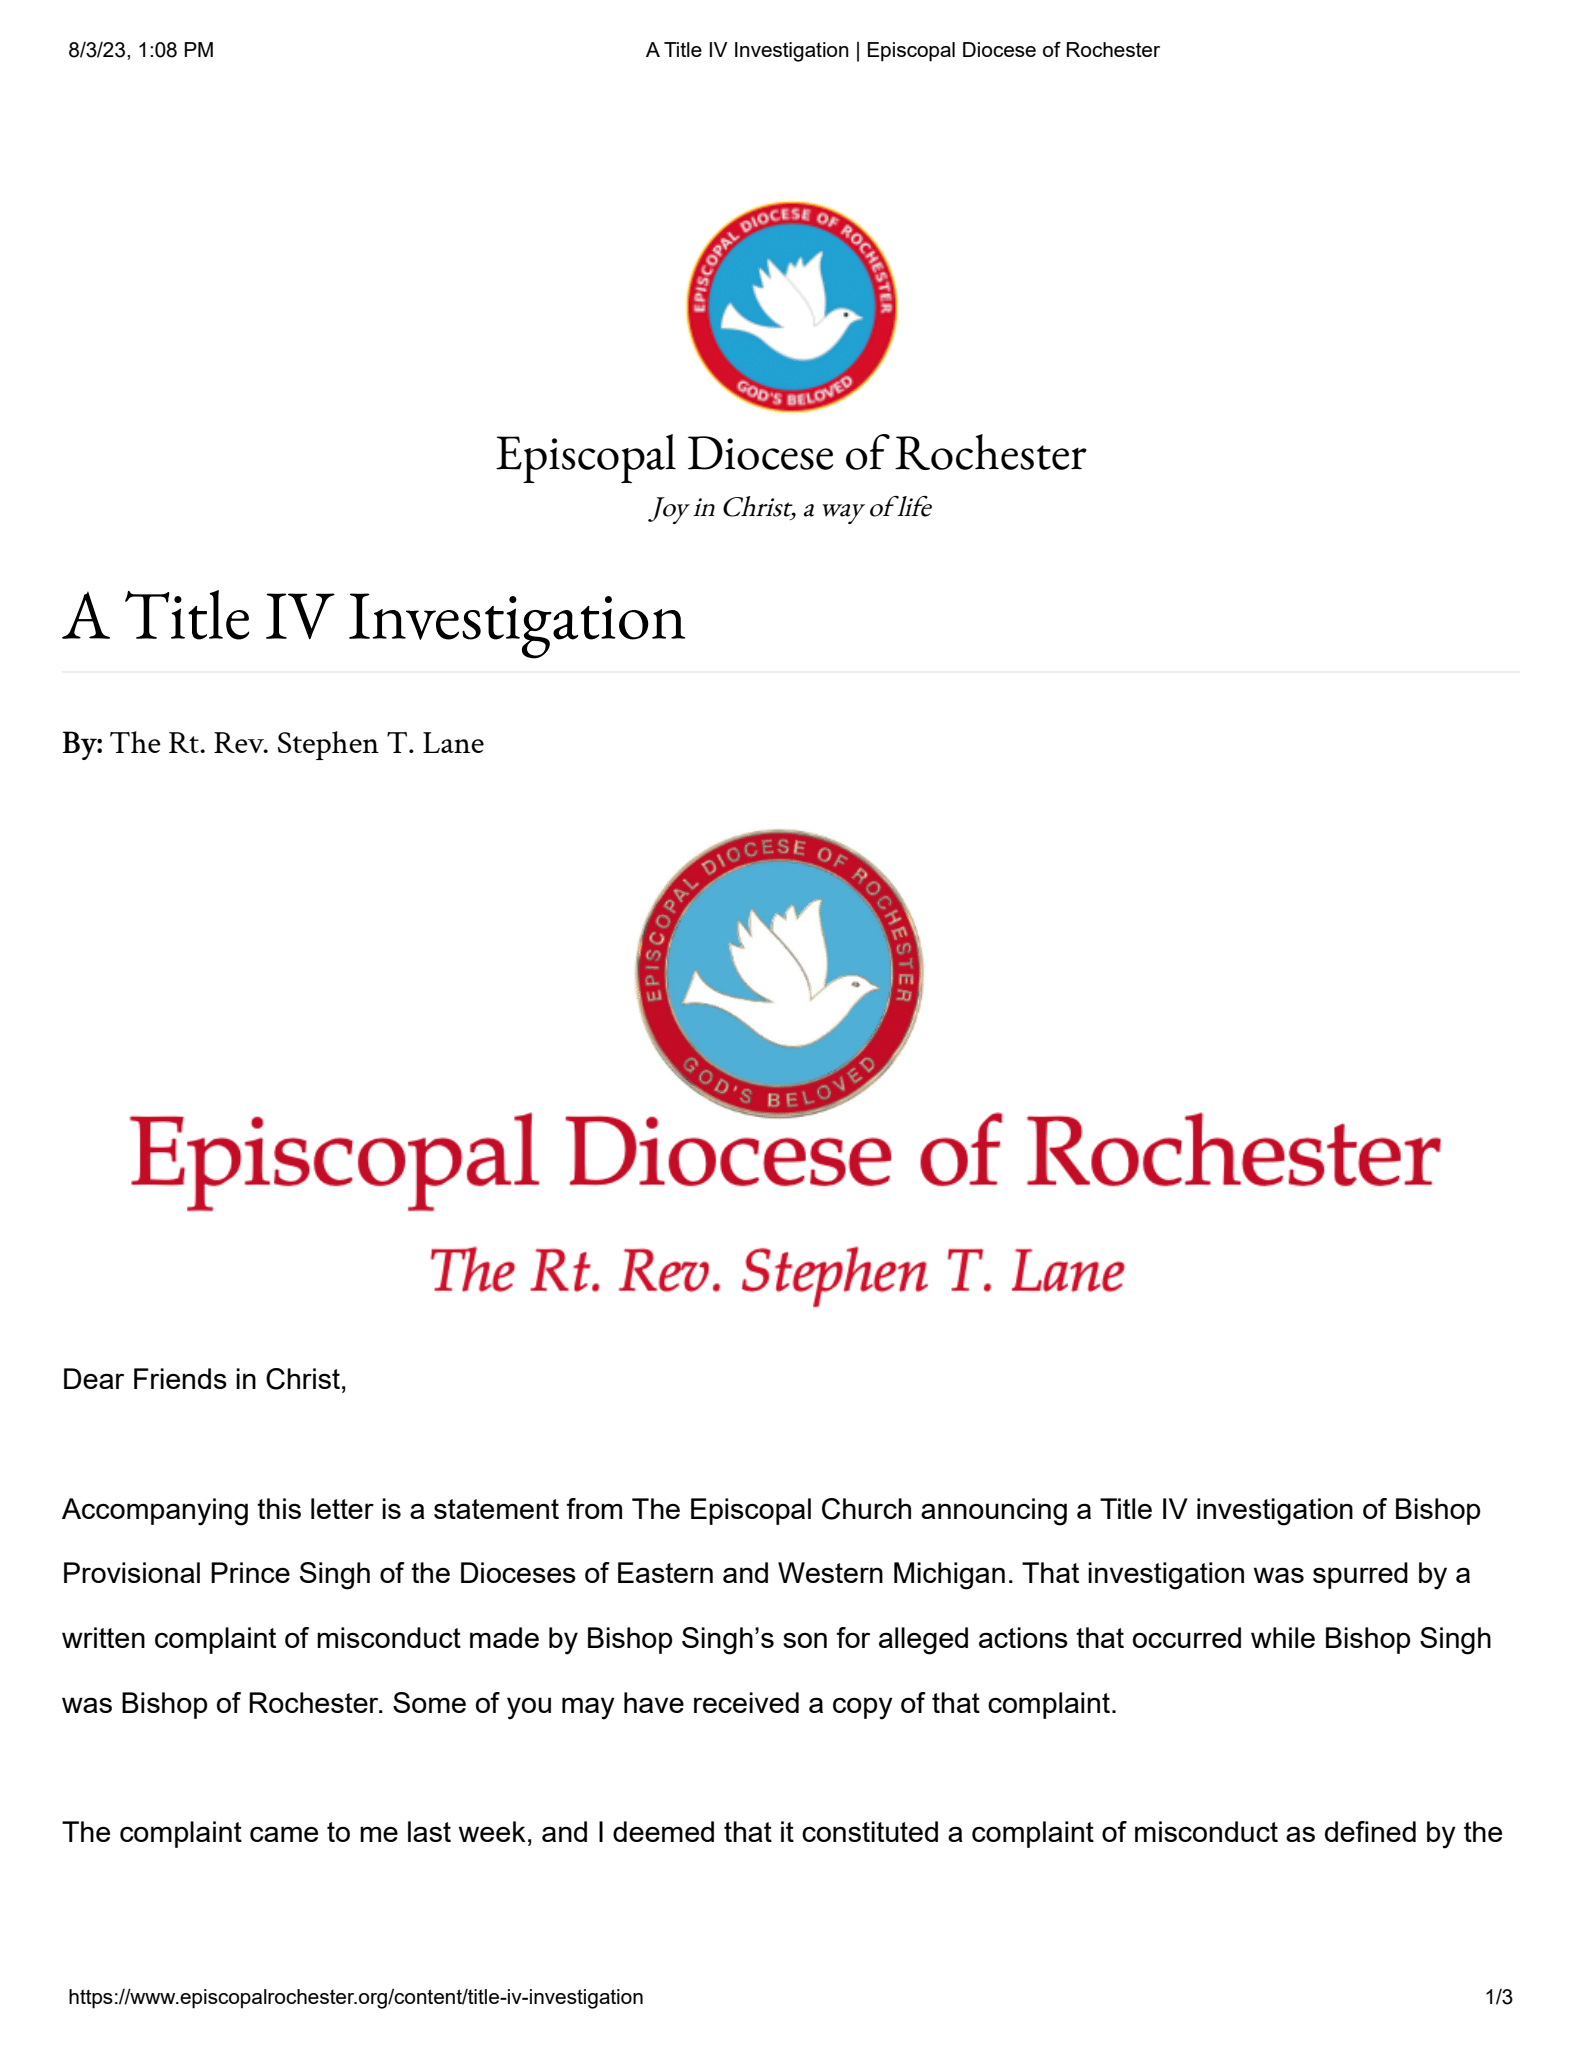 8/3/23, 1:08 PM
A Title IV Investigation | Episcopal Diocese of Rochester
EPISCOPAL DIOCESE OF ROCHESTER
GOD'S BELOVED
Episcopal Diocese of Rochester
Joy in Christ, a way of life
A Title IV Investigation
By: The Rt. Rev. Stephen T. Lane
EPISCOPAL DIOCESE OF ROCHESTER
GOD'S BELOVED
Episcopal Diocese of Rochester
The Rt. Rev. Stephen T. Lane
Dear Friends in Christ,
Accompanying this letter is a statement from The Episcopal Church announcing a Title IV investigation of Bishop
Provisional Prince Singh of the Dioceses of Eastern and Western Michigan. That investigation was spurred by a
written complaint of misconduct made by Bishop Singh’s son for alleged actions that occurred while Bishop Singh
was Bishop of Rochester. Some of you may have received a copy of that complaint.
The complaint came to me last week, and I deemed that it constituted a complaint of misconduct as defined by the
https://www.episcopalrochester.org/content/title-iv-investigation
1/3